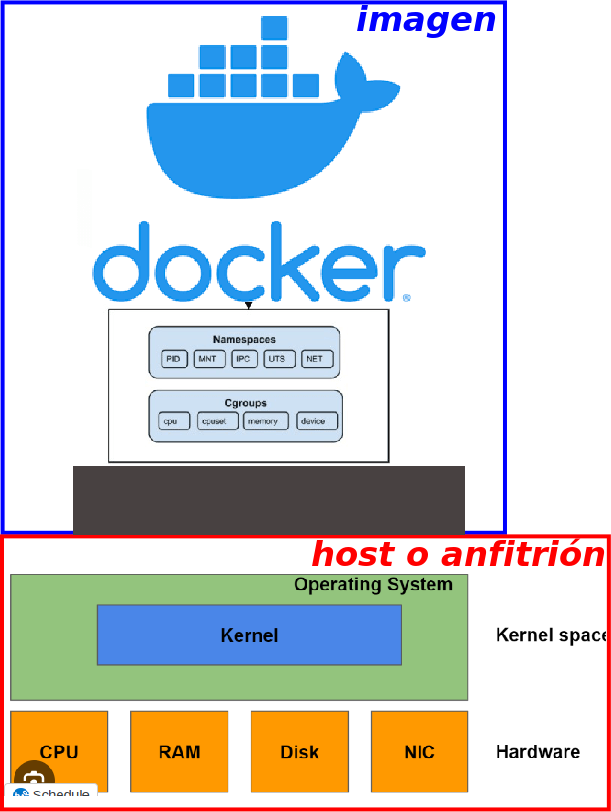 imagen
docker®
Namespaces
PID MNT IPC UTS NET
Cgroups
cpu cpuset memory device
host o anfitrión
Operating System
Kernel
Kernel space
CPU RAM Disk NIC
Hardware
Schedule